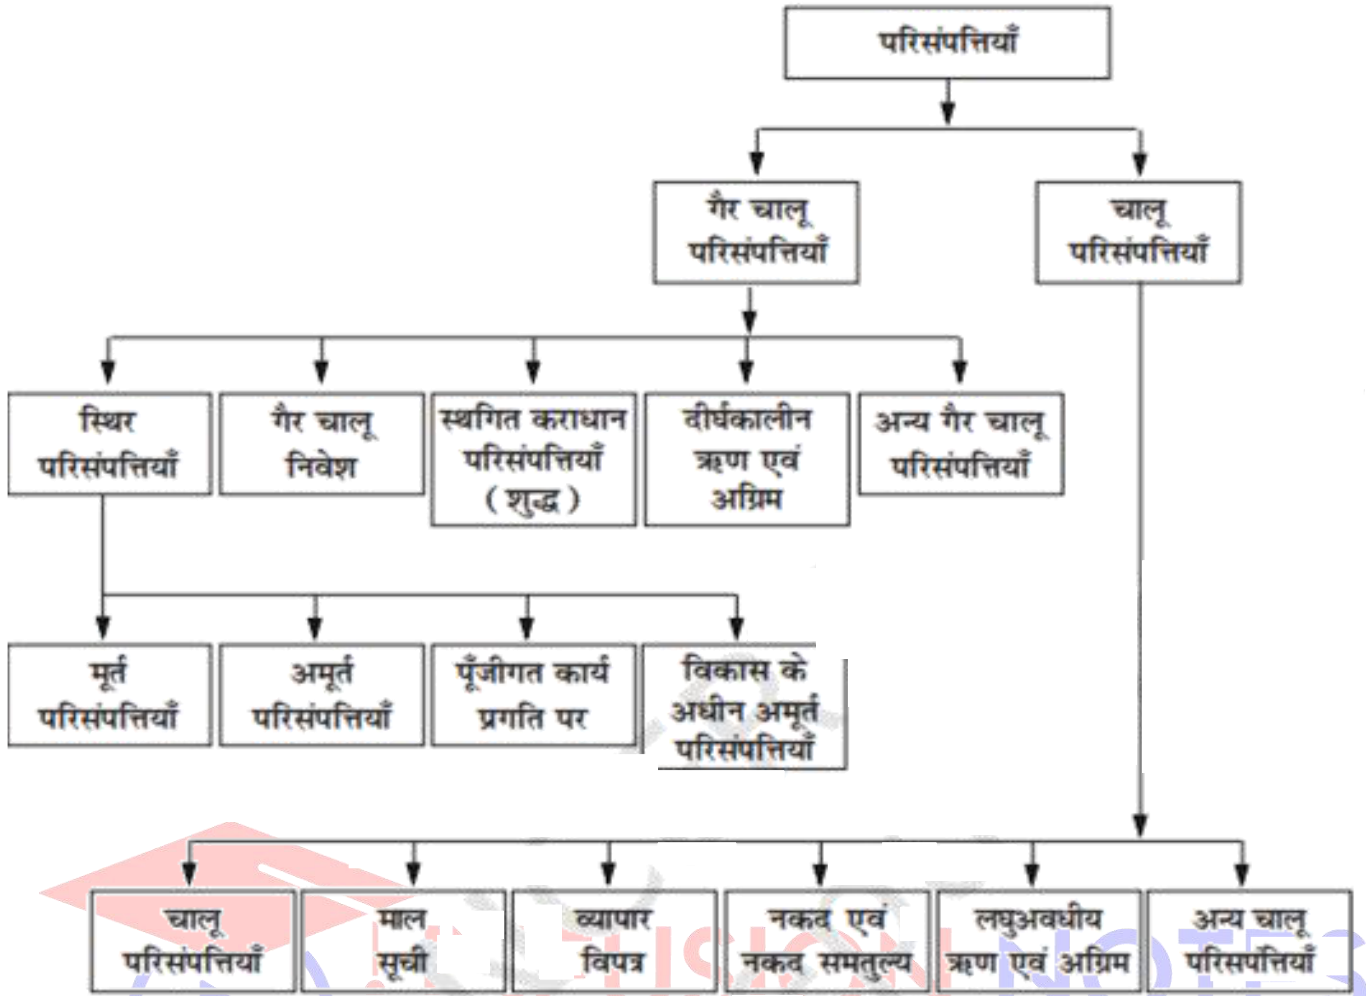 परिसंपत्तियाँ
गैर चालू
परिसंपत्तियाँ
चालू
परिसंपत्तियाँ
स्थिर
परिसंपत्तियाँ
गैर चालू
निवेश
स्थगित कराधान
परिसंपत्तियाँ
( शुद्ध )
दीर्घकालीन
ऋण एवं
अग्रिम
अन्य गैर चालू
परिसंपत्तियाँ
मूर्त
परिसंपत्तियाँ
अमूर्त
परिसंपत्तियाँ
पूँजीगत कार्य
प्रगति पर
विकास के
अधीन अमूर्त
परिसंपत्तियाँ
चालू
परिसंपत्तियाँ
माल
सूची
व्यापार
विपत्र
नकद एवं
नकद समतुल्य
लघुअवधीय
ऋण एवं अग्रिम
अन्य चालू
परिसंपत्तियाँ
NOTES